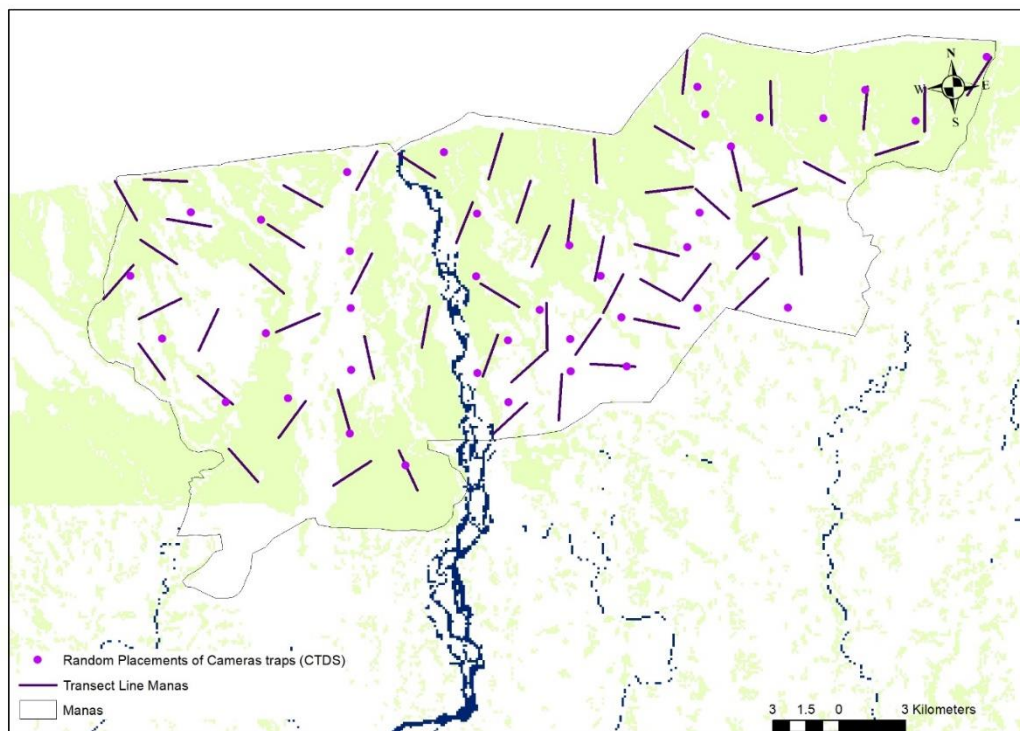 N
W E
S
Random Placements of Cameras traps (CTDS)
Transect Line Manas
Manas
3 1.5 0 3 Kilometers